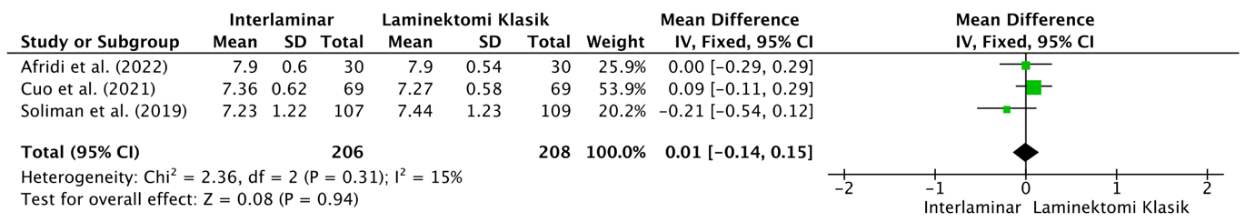 Interlaminar Laminektomi Klasik Mean Difference Mean Difference
Study or Subgroup Mean SD Total Mean SD Total Weight IV, Fixed, 95% CI IV, Fixed, 95% CI
Afridi et al. (2022) 7.9 0.6 30 7.9 0.54 30 25.9% 0.00 [-0.29, 0.29]
Cuo et al. (2021) 7.36 0.62 69 7.27 0.58 69 53.9% 0.09 [-0.11, 0.29]
Soliman et al. (2019) 7.23 1.22 107 7.44 1.23 109 20.2% -0.21 [-0.54, 0.12]
Total (95% CI) 206 208 100.0% 0.01 [-0.14, 0.15]
Heterogeneity: Chi² = 2.36, df = 2 (P = 0.31); I² = 15%
Test for overall effect: Z = 0.08 (P = 0.94)
-2 -1 0 1 2
Interlaminar Laminektomi Klasik